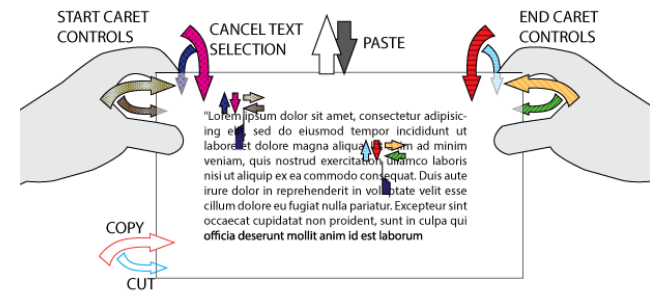 START CARET
CONTROLS
CANCEL TEXT
SELECTION
PASTE
END CARET
CONTROLS
"Lorem ipsum dolor sit amet, consectetur adipisic-
ing sed do eiusmod tempor incididunt ut
labore et dolore magna aliqua ad minim
veniam, quis nostrud exercitation ullamco laboris
nisi ut aliquip ex ea commodo consequat. Duis aute
irure dolor in reprehenderit in voluptate velit esse
cillum dolore eu fugiat nulla pariatur. Excepteur sint
occaecat cupidatat non proident, sunt in culpa qui
officia deserunt mollit anim id est laborum
COPY
CUT